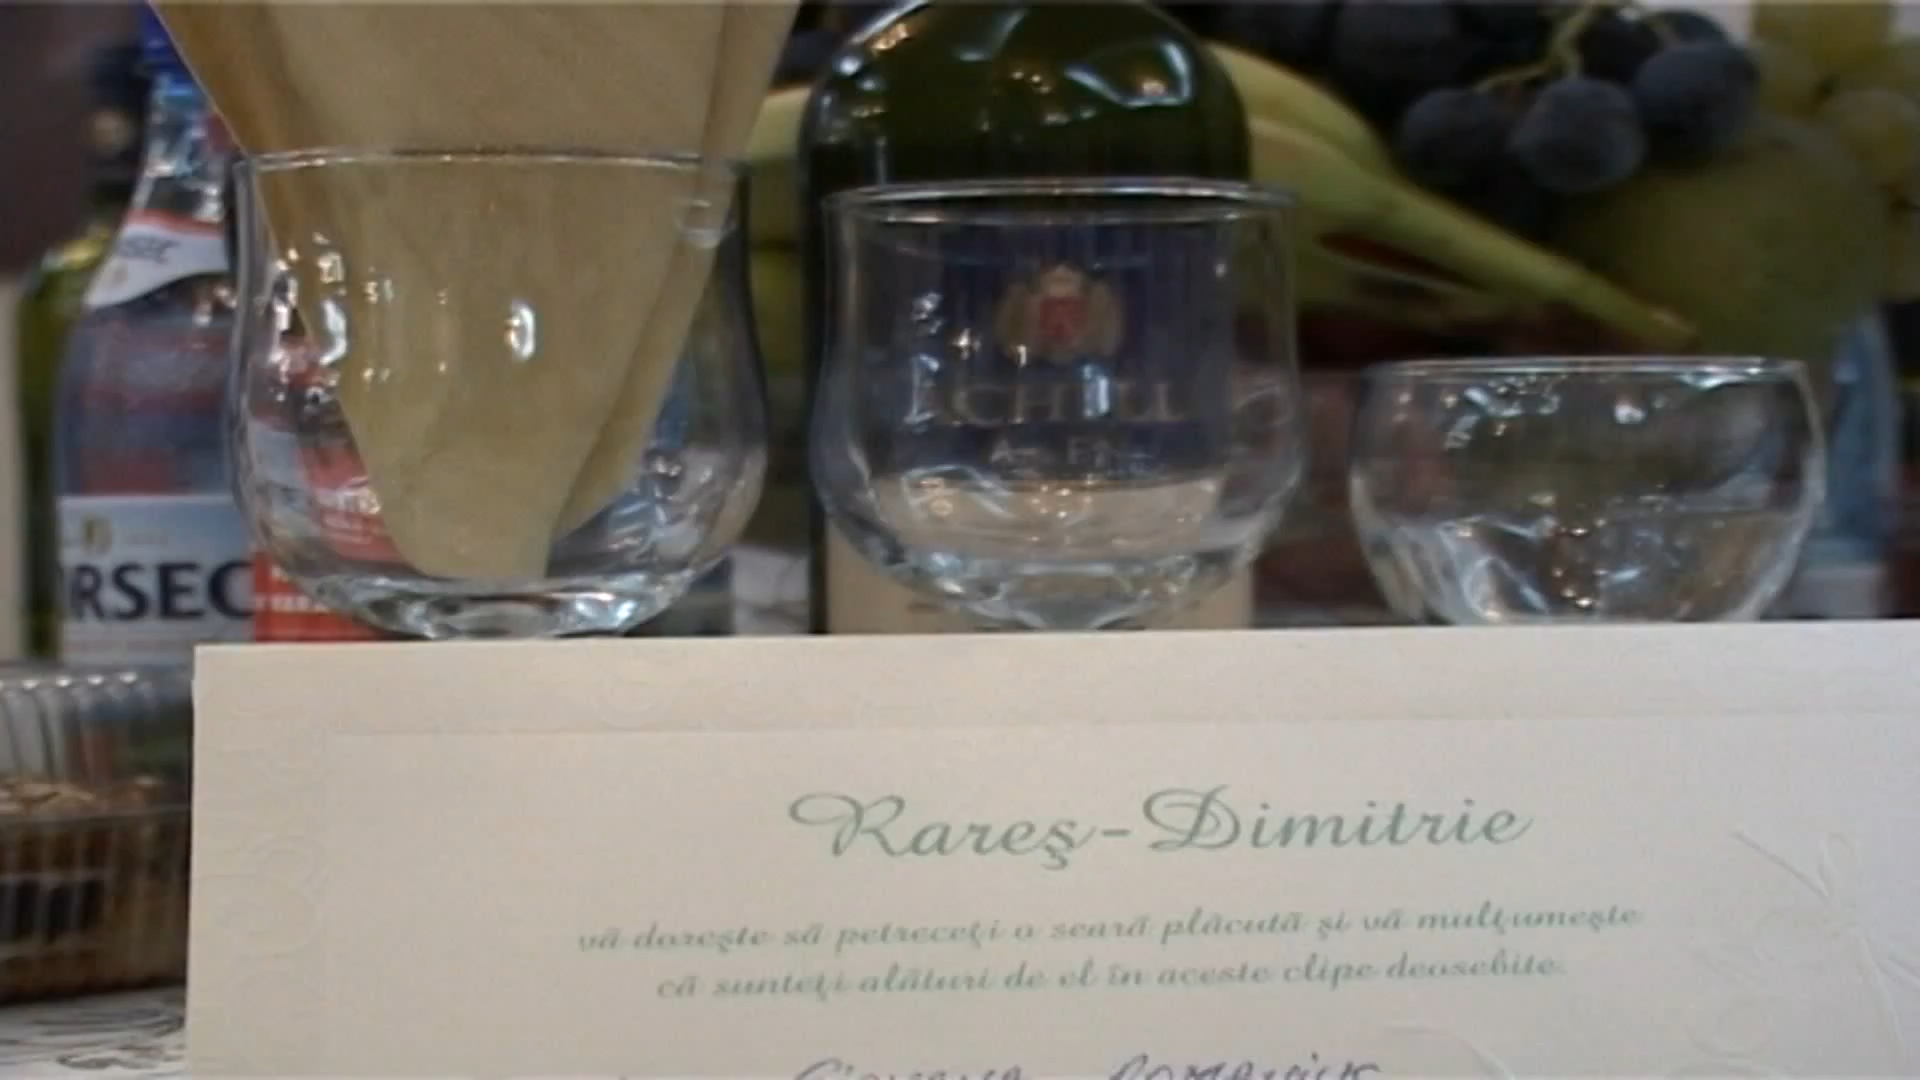 RSEC
Rareş-Dimitrie
vă doreşte să petreceţi o seară plăcută şi vă mulţumeşte
că sunteţi alături de el în aceste clipe deosebite.